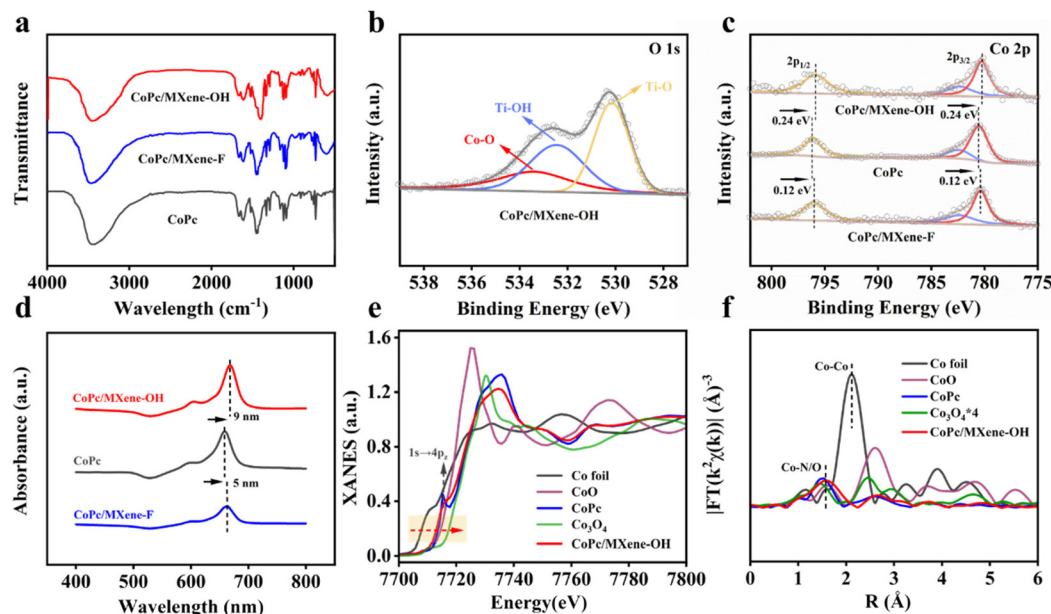 a
Transmittance
CoPc/MXene-OH
CoPc/MXene-F
CoPc
4000 3000 2000 1000
Wavelength (cm⁻¹)
b
O 1s
Intensity (a.u.)
Ti-O
Ti-OH
Co-O
CoPc/MXene-OH
538 536 534 532 530 528
Binding Energy (eV)
c
Co 2p
Intensity (a.u.)
2p1/2
2p3/2
CoPc/MXene-OH
0.24 eV
0.24 eV
CoPc
0.12 eV
0.12 eV
CoPc/MXene-F
800 795 790 785 780 775
Binding Energy (eV)
d
Absorbance (a.u.)
CoPc/MXene-OH
9 nm
CoPc
5 nm
CoPc/MXene-F
400 500 600 700 800
Wavelength (nm)
e
XANES (a.u.)
1.6
1.2
0.8
0.4
0.0
1s→4pz
Co foil
CoO
CoPc
Co₃O₄
CoPc/MXene-OH
7700 7720 7740 7760 7780 7800
Energy(eV)
f
|FT(k²χ(k))| (Å)⁻³
Co-Co
Co-N/O
Co foil
CoO
CoPc
Co₃O₄*4
CoPc/MXene-OH
0 1 2 3 4 5 6
R (Å)